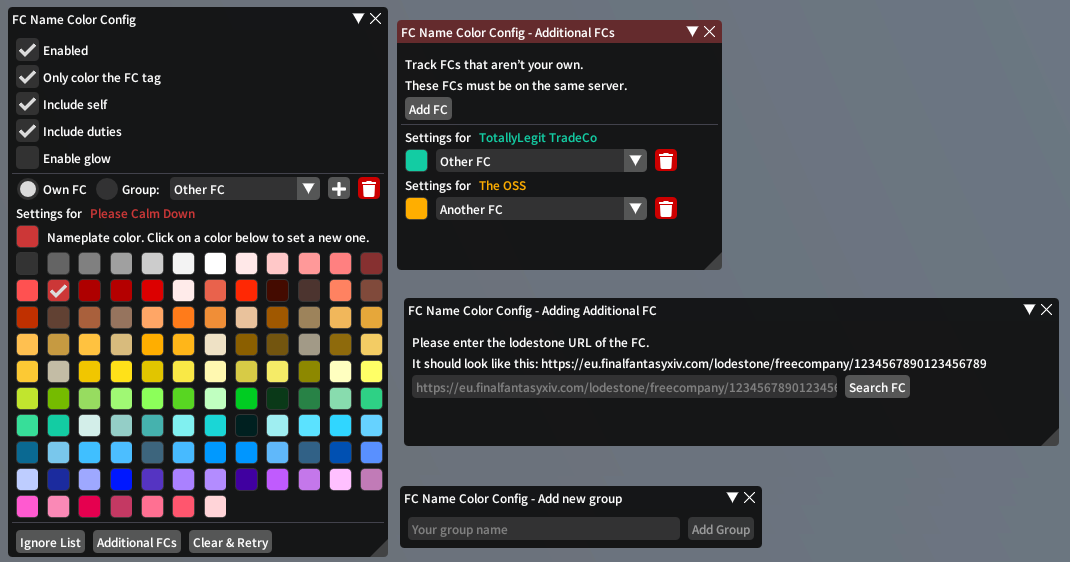 FC Name Color Config
Enabled
Only color the FC tag
Include self
Include duties
Enable glow
Own FC Group: Other FC
Settings for Please Calm Down
Nameplate color. Click on a color below to set a new one.
Ignore List Additional FCs Clear & Retry
FC Name Color Config - Additional FCs
Track FCs that aren't your own.
These FCs must be on the same server.
Add FC
Settings for TotallyLegit TradeCo
Other FC
Settings for The OSS
Another FC
FC Name Color Config - Adding Additional FC
Please enter the lodestone URL of the FC.
It should look like this: https://eu.finalfantasyxiv.com/lodestone/freecompany/1234567890123456789
https://eu.finalfantasyxiv.com/lodestone/freecompany/1234567890123456 Search FC
FC Name Color Config - Add new group
Your group name Add Group